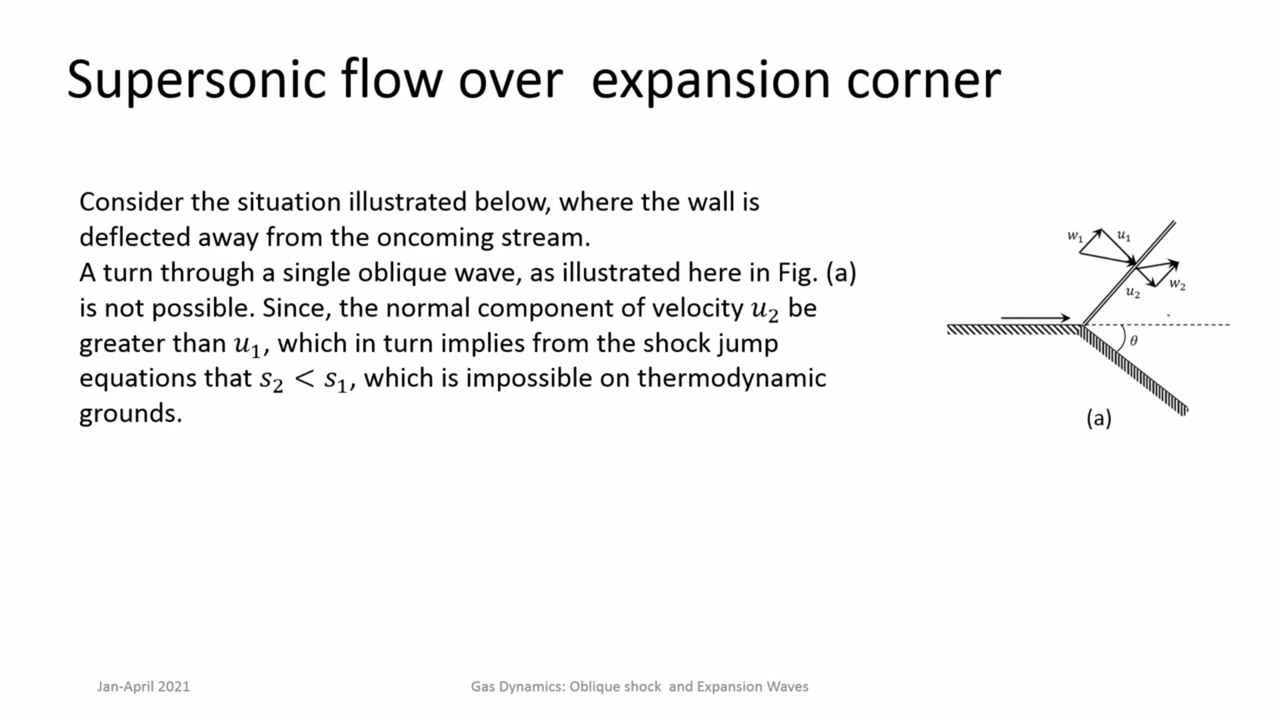 Supersonic flow over expansion corner
Consider the situation illustrated below, where the wall is
deflected away from the oncoming stream.
A turn through a single oblique wave, as illustrated here in Fig. (a)
is not possible. Since, the normal component of velocity u₂ be
greater than u₁, which in turn implies from the shock jump
equations that s₂ < s₁, which is impossible on thermodynamic
grounds.
w₁
u₁
u₂
w₂
θ
(a)
Jan-April 2021
Gas Dynamics: Oblique shock and Expansion Waves